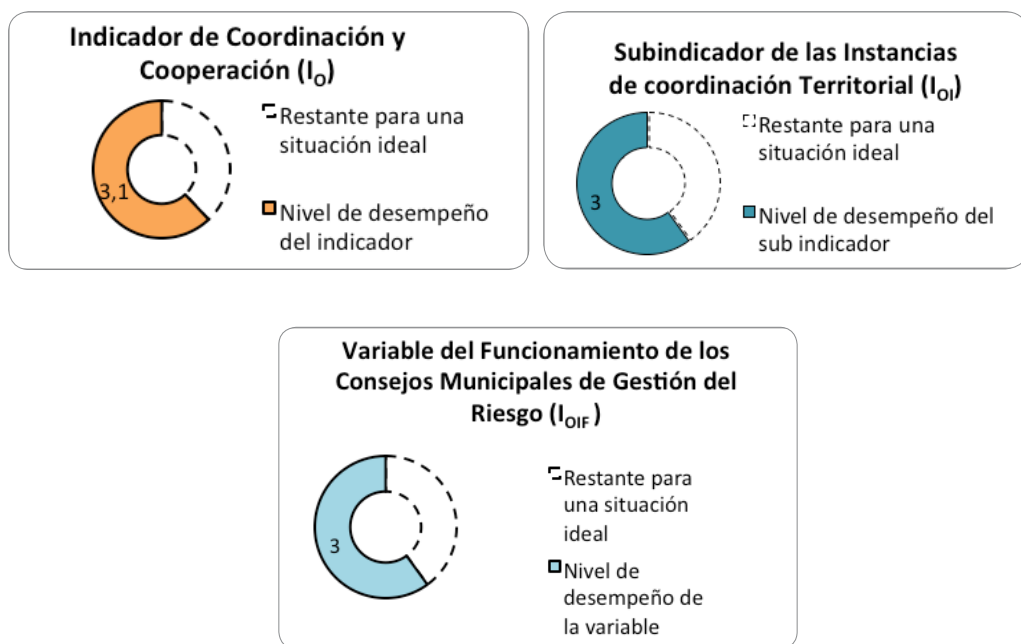 Indicador de Coordinación y
Cooperación (I_O)
Restante para una
situación ideal
3,1
Nivel de desempeño
del indicador
Subindicador de las Instancias
de coordinación Territorial (I_OI)
Restante para una
situación ideal
3
Nivel de desempeño del
sub indicador
Variable del Funcionamiento de los
Consejos Municipales de Gestión del
Riesgo (I_OIF )
Restante para
una situación
ideal
3
Nivel de
desempeño de
la variable